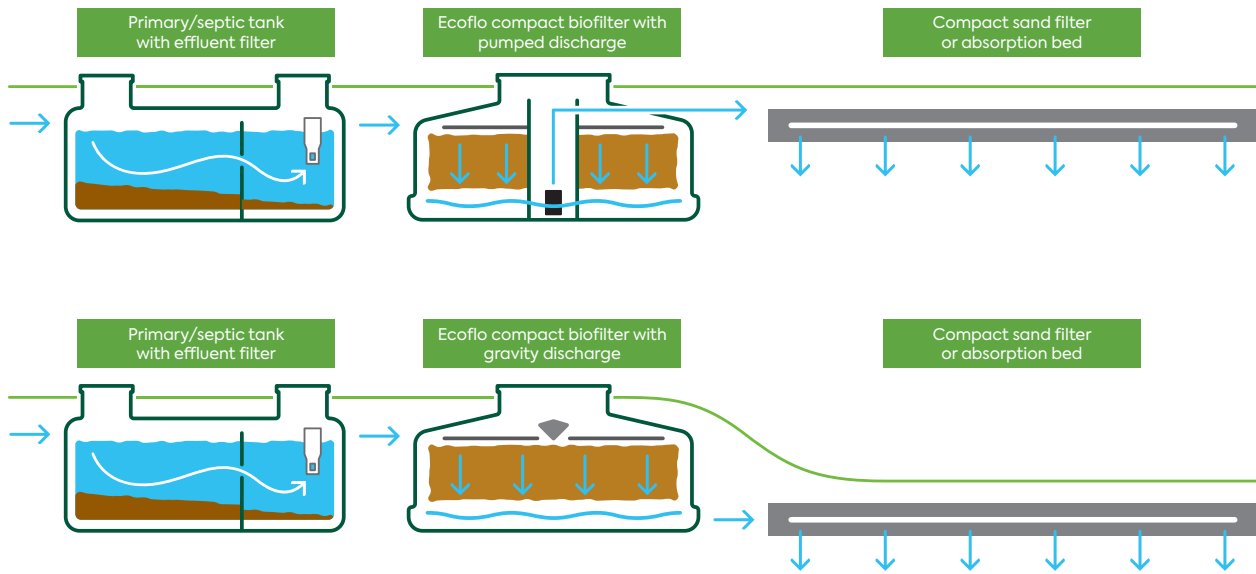 Primary/septic tank
with effluent filter
Ecoflo compact biofilter with
pumped discharge
Compact sand filter
or absorption bed
Primary/septic tank
with effluent filter
Ecoflo compact biofilter with
gravity discharge
Compact sand filter
or absorption bed